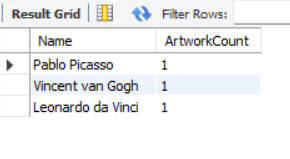 Result Grid Filter Rows:
Name ArtworkCount
Pablo Picasso 1
Vincent van Gogh 1
Leonardo da Vinci 1